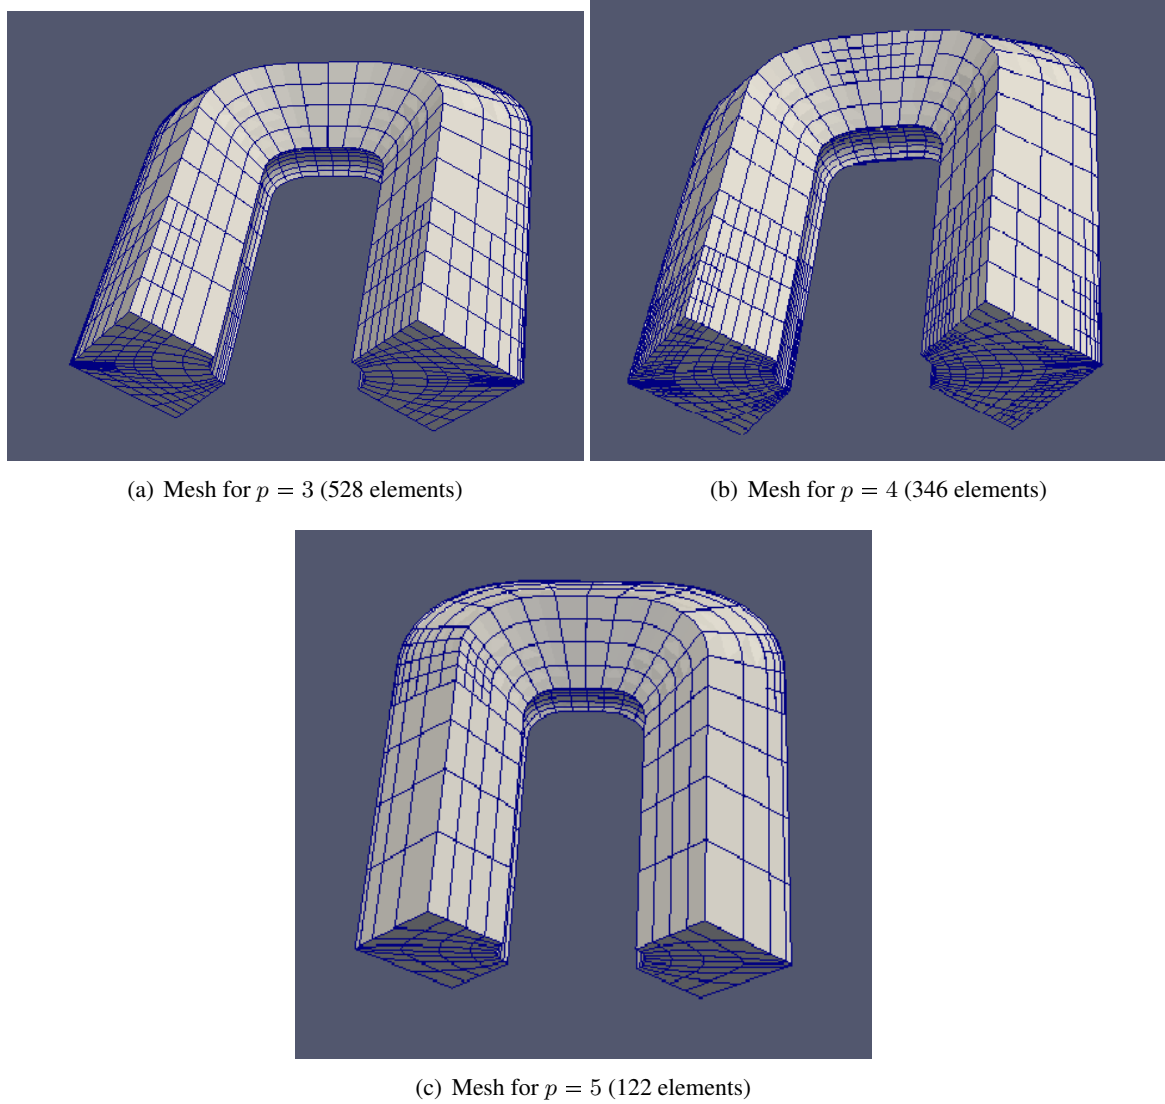 (a) Mesh for p = 3 (528 elements)
(b) Mesh for p = 4 (346 elements)
(c) Mesh for p = 5 (122 elements)